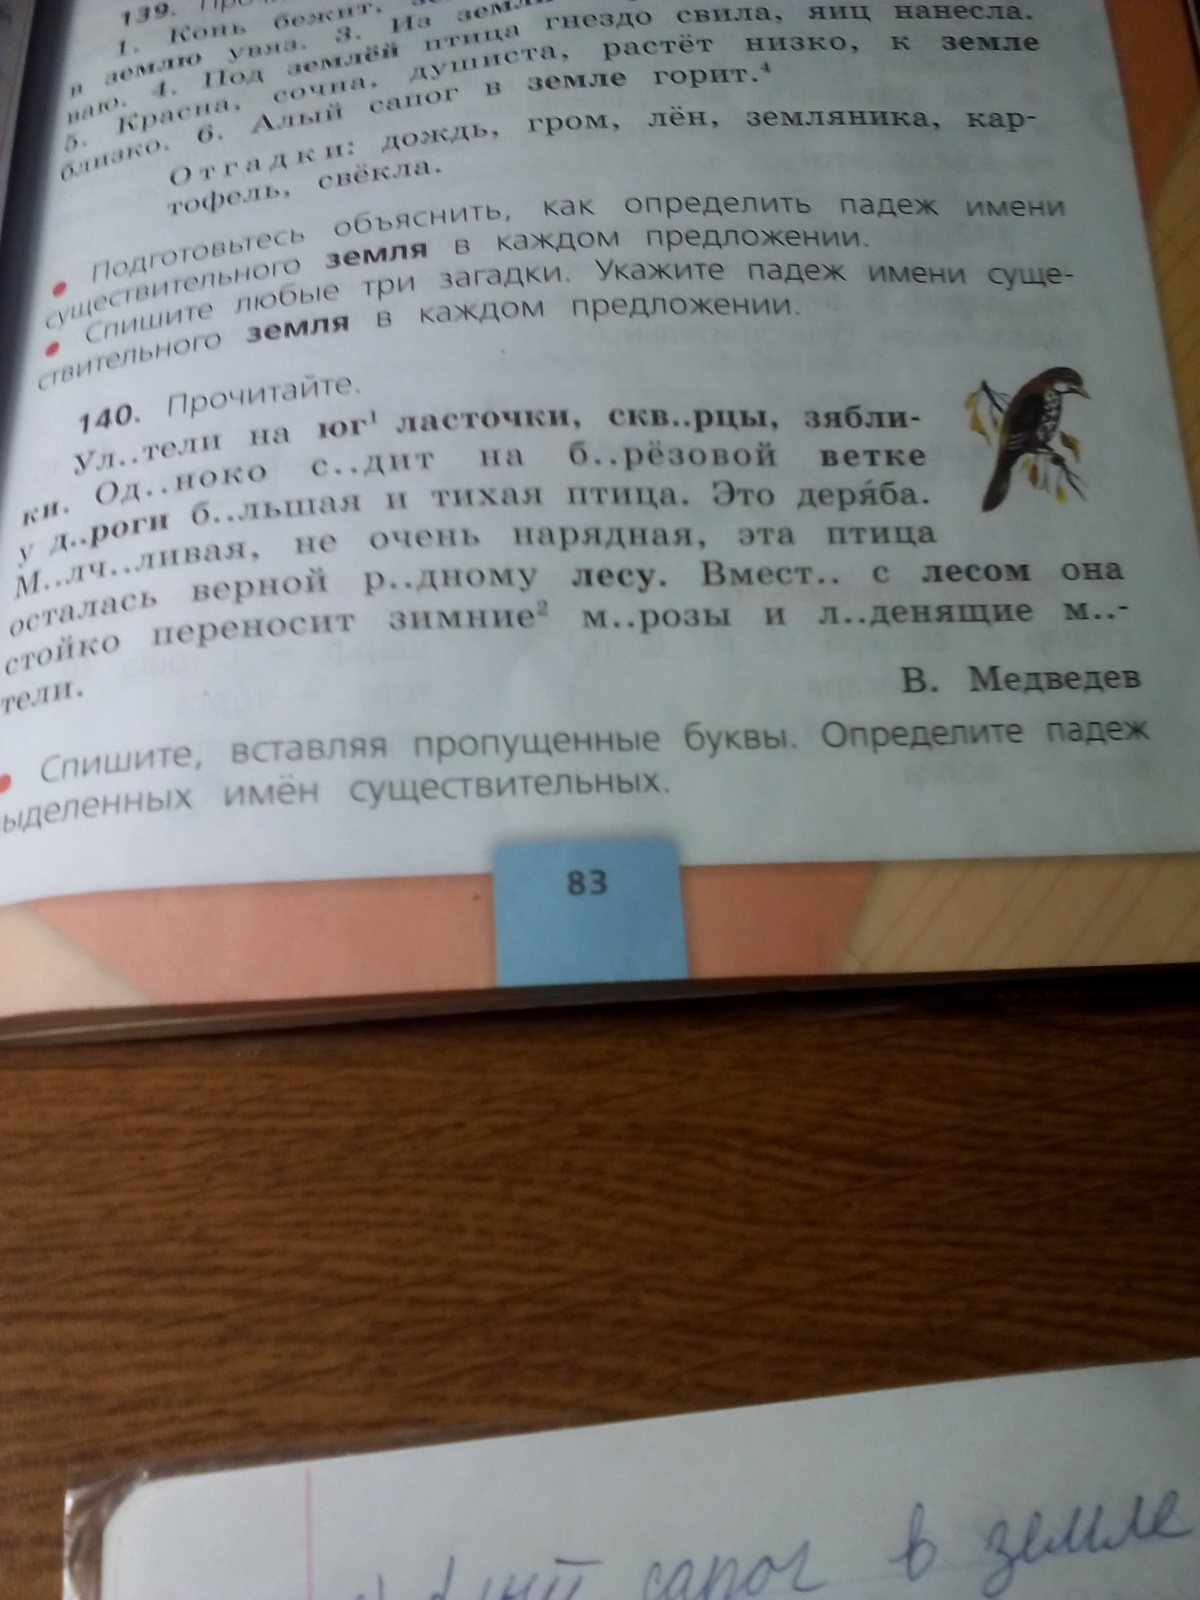 139.
1. Конь бежит,
в землю увяз. 3. Из земли
ваю. 4. Под землёй птица гнездо свила, яиц нанесла.
5. Красна, сочна, душиста, растёт низко, к земле
близко. 6. Алый сапог в земле горит.⁴
Отгадки: дождь, гром, лён, земляника, кар-
тофель, свёкла.
• Подготовьтесь объяснить, как определить падеж имени
существительного земля в каждом предложении.
• Спишите любые три загадки. Укажите падеж имени суще-
ствительного земля в каждом предложении.
140. Прочитайте.
Ул..тели на юг¹ ласточки, скв..рцы, зябли-
ки. Од..ноко с..дит на б..рёзовой ветке
у д..роги б..льшая и тихая птица. Это деря́ба.
М..лч..ливая, не очень нарядная, эта птица
осталась верной р..дному лесу. Вмест.. с лесом она
стойко переносит зимние² м..розы и л..денящие м..-
тели.
В. Медведев
• Спишите, вставляя пропущенные буквы. Определите падеж
ыделенных имён существительных.
83
сапог в земле